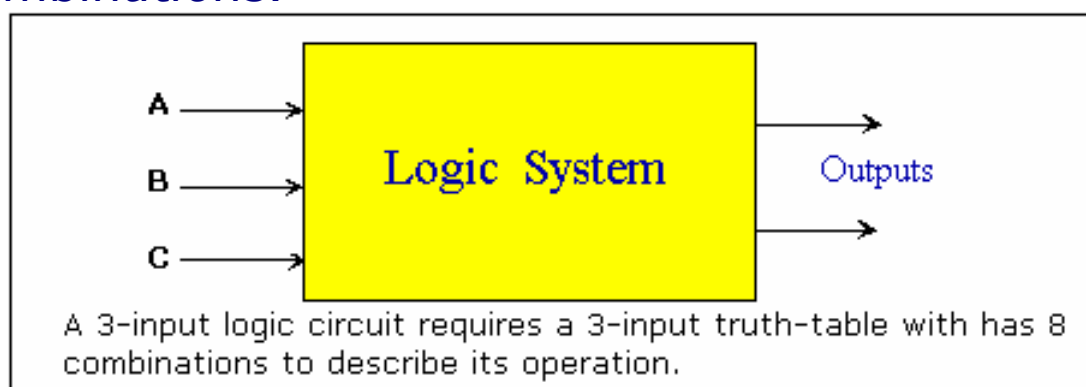 A
B
C
Logic System
Outputs
A 3-input logic circuit requires a 3-input truth-table with has 8
combinations to describe its operation.